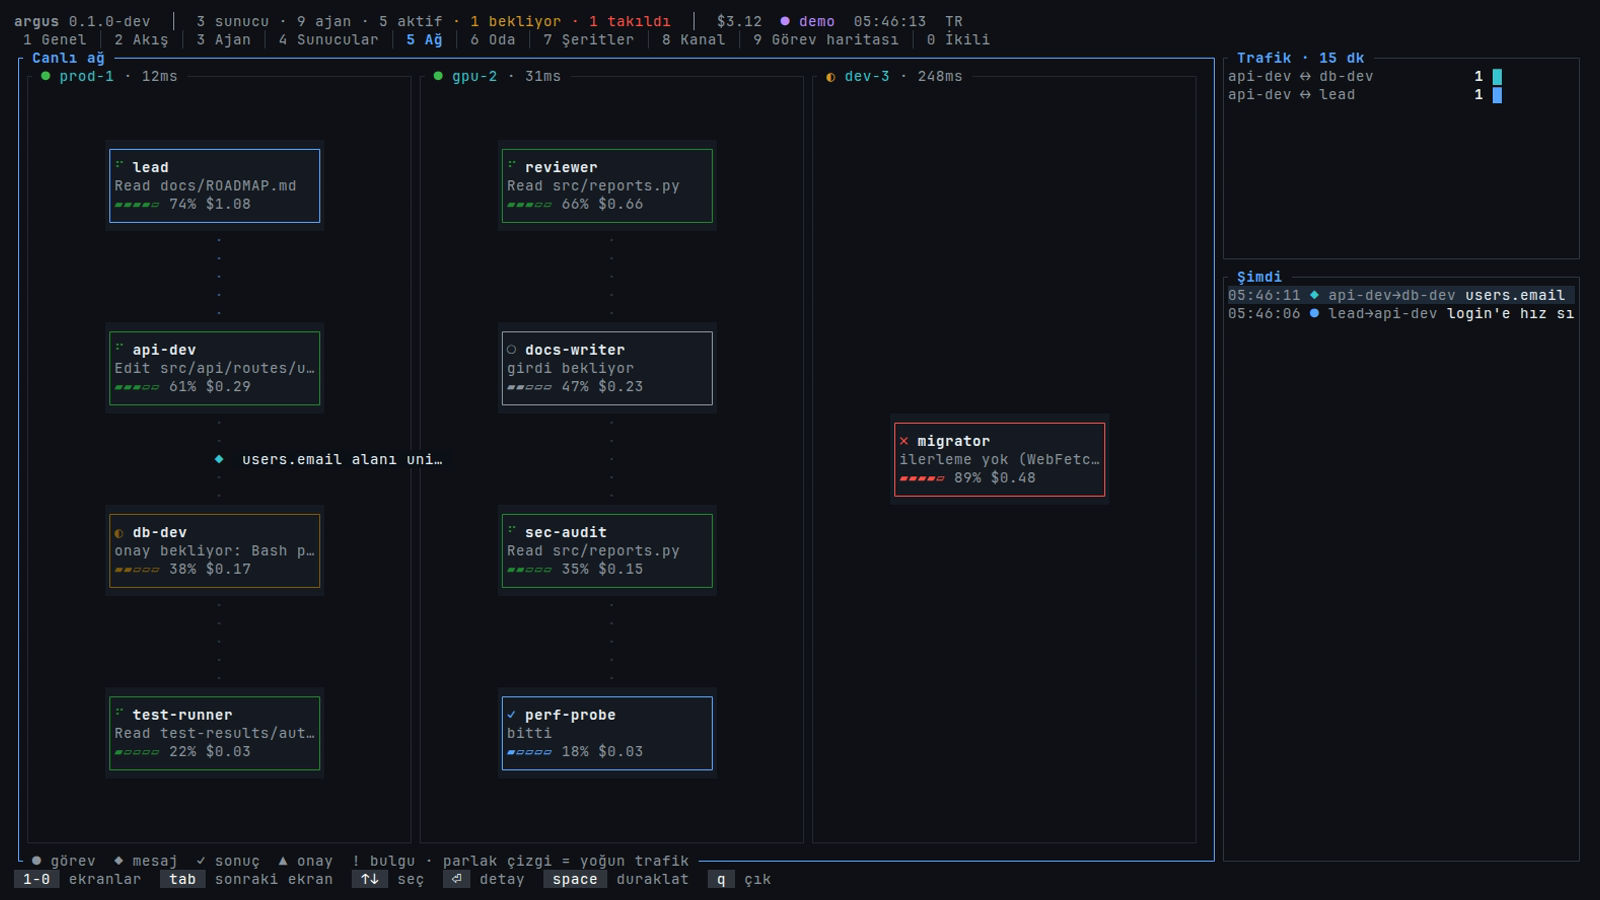 argus 0.1.0-dev │ 3 sunucu · 9 ajan · 5 aktif · 1 bekliyor · 1 takıldı │ $3.12 ● demo 05:46:13 TR
1 Genel │ 2 Akış │ 3 Ajan │ 4 Sunucular │ 5 Ağ │ 6 Oda │ 7 Şeritler │ 8 Kanal │ 9 Görev haritası │ 0 İkili
Canlı ağ
● prod-1 · 12ms
lead
Read docs/ROADMAP.md
74% $1.08
api-dev
Edit src/api/routes/u…
61% $0.29
◆ users.email alanı uni…
db-dev
onay bekliyor: Bash p…
38% $0.17
test-runner
Read test-results/aut…
22% $0.03
● gpu-2 · 31ms
reviewer
Read src/reports.py
66% $0.66
docs-writer
girdi bekliyor
47% $0.23
sec-audit
Read src/reports.py
35% $0.15
✓ perf-probe
bitti
18% $0.03
◐ dev-3 · 248ms
✕ migrator
ilerleme yok (WebFetc…
89% $0.48
Trafik · 15 dk
api-dev ↔ db-dev 1
api-dev ↔ lead 1
Şimdi
05:46:11 ◆ api-dev→db-dev users.email
05:46:06 ● lead→api-dev login'e hız sı
● görev ◆ mesaj ✓ sonuç ▲ onay ! bulgu · parlak çizgi = yoğun trafik
1-0 ekranlar tab sonraki ekran ↑↓ seç ⏎ detay space duraklat q çık